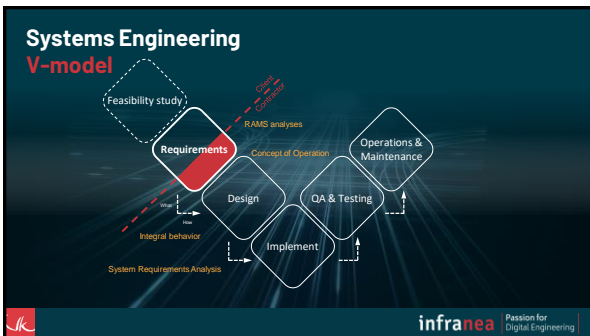 Systems Engineering
V-model
Feasibility study
Client
Contractor
RAMS analyses
Requirements
Concept of Operation
Operations &
Maintenance
What
How
Design
QA & Testing
Integral behavior
Implement
System Requirements Analysis
infranea
Passion for
Digital Engineering